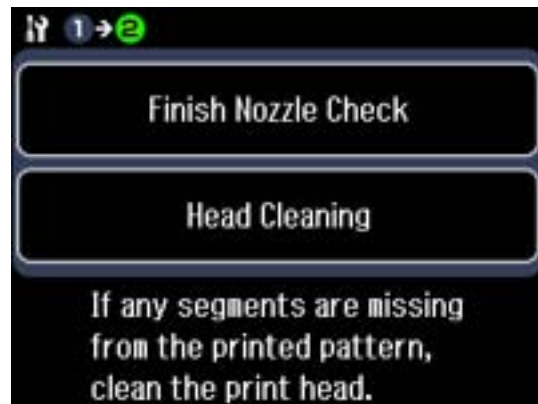 1 → 2
Finish Nozzle Check
Head Cleaning
If any segments are missing
from the printed pattern,
clean the print head.